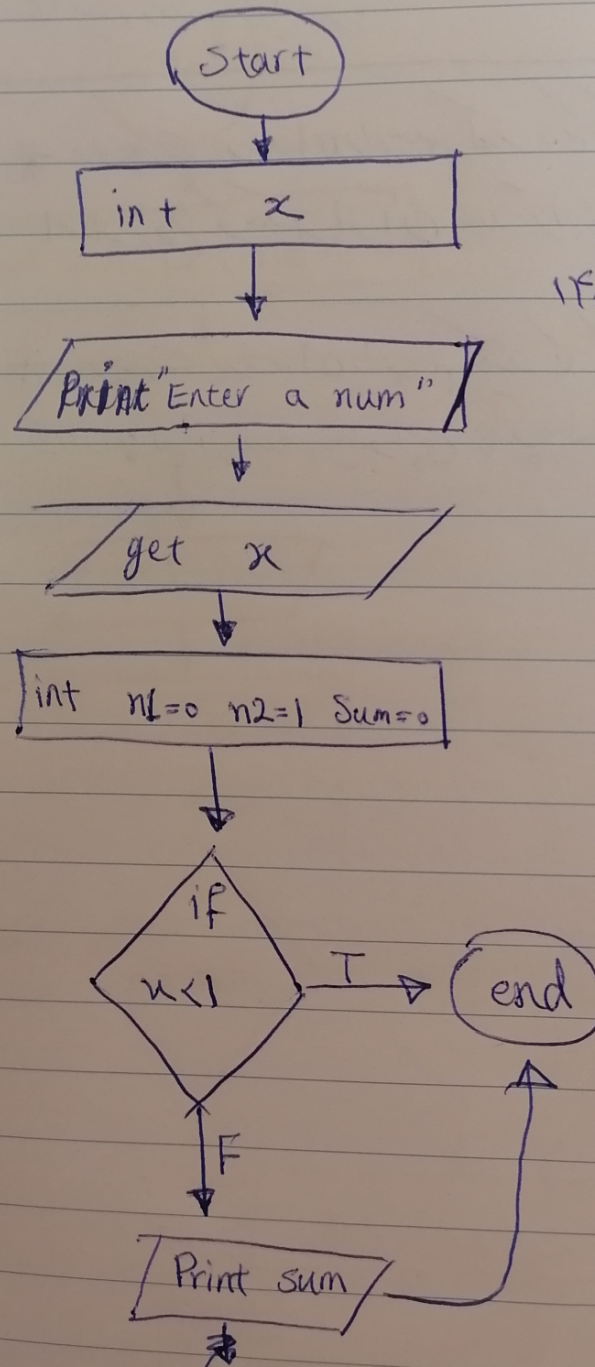 Start
int x
Print "Enter a num"
get x
int n1=0 n2=1 Sum=0
if
x<1
T
end
F
Print sum